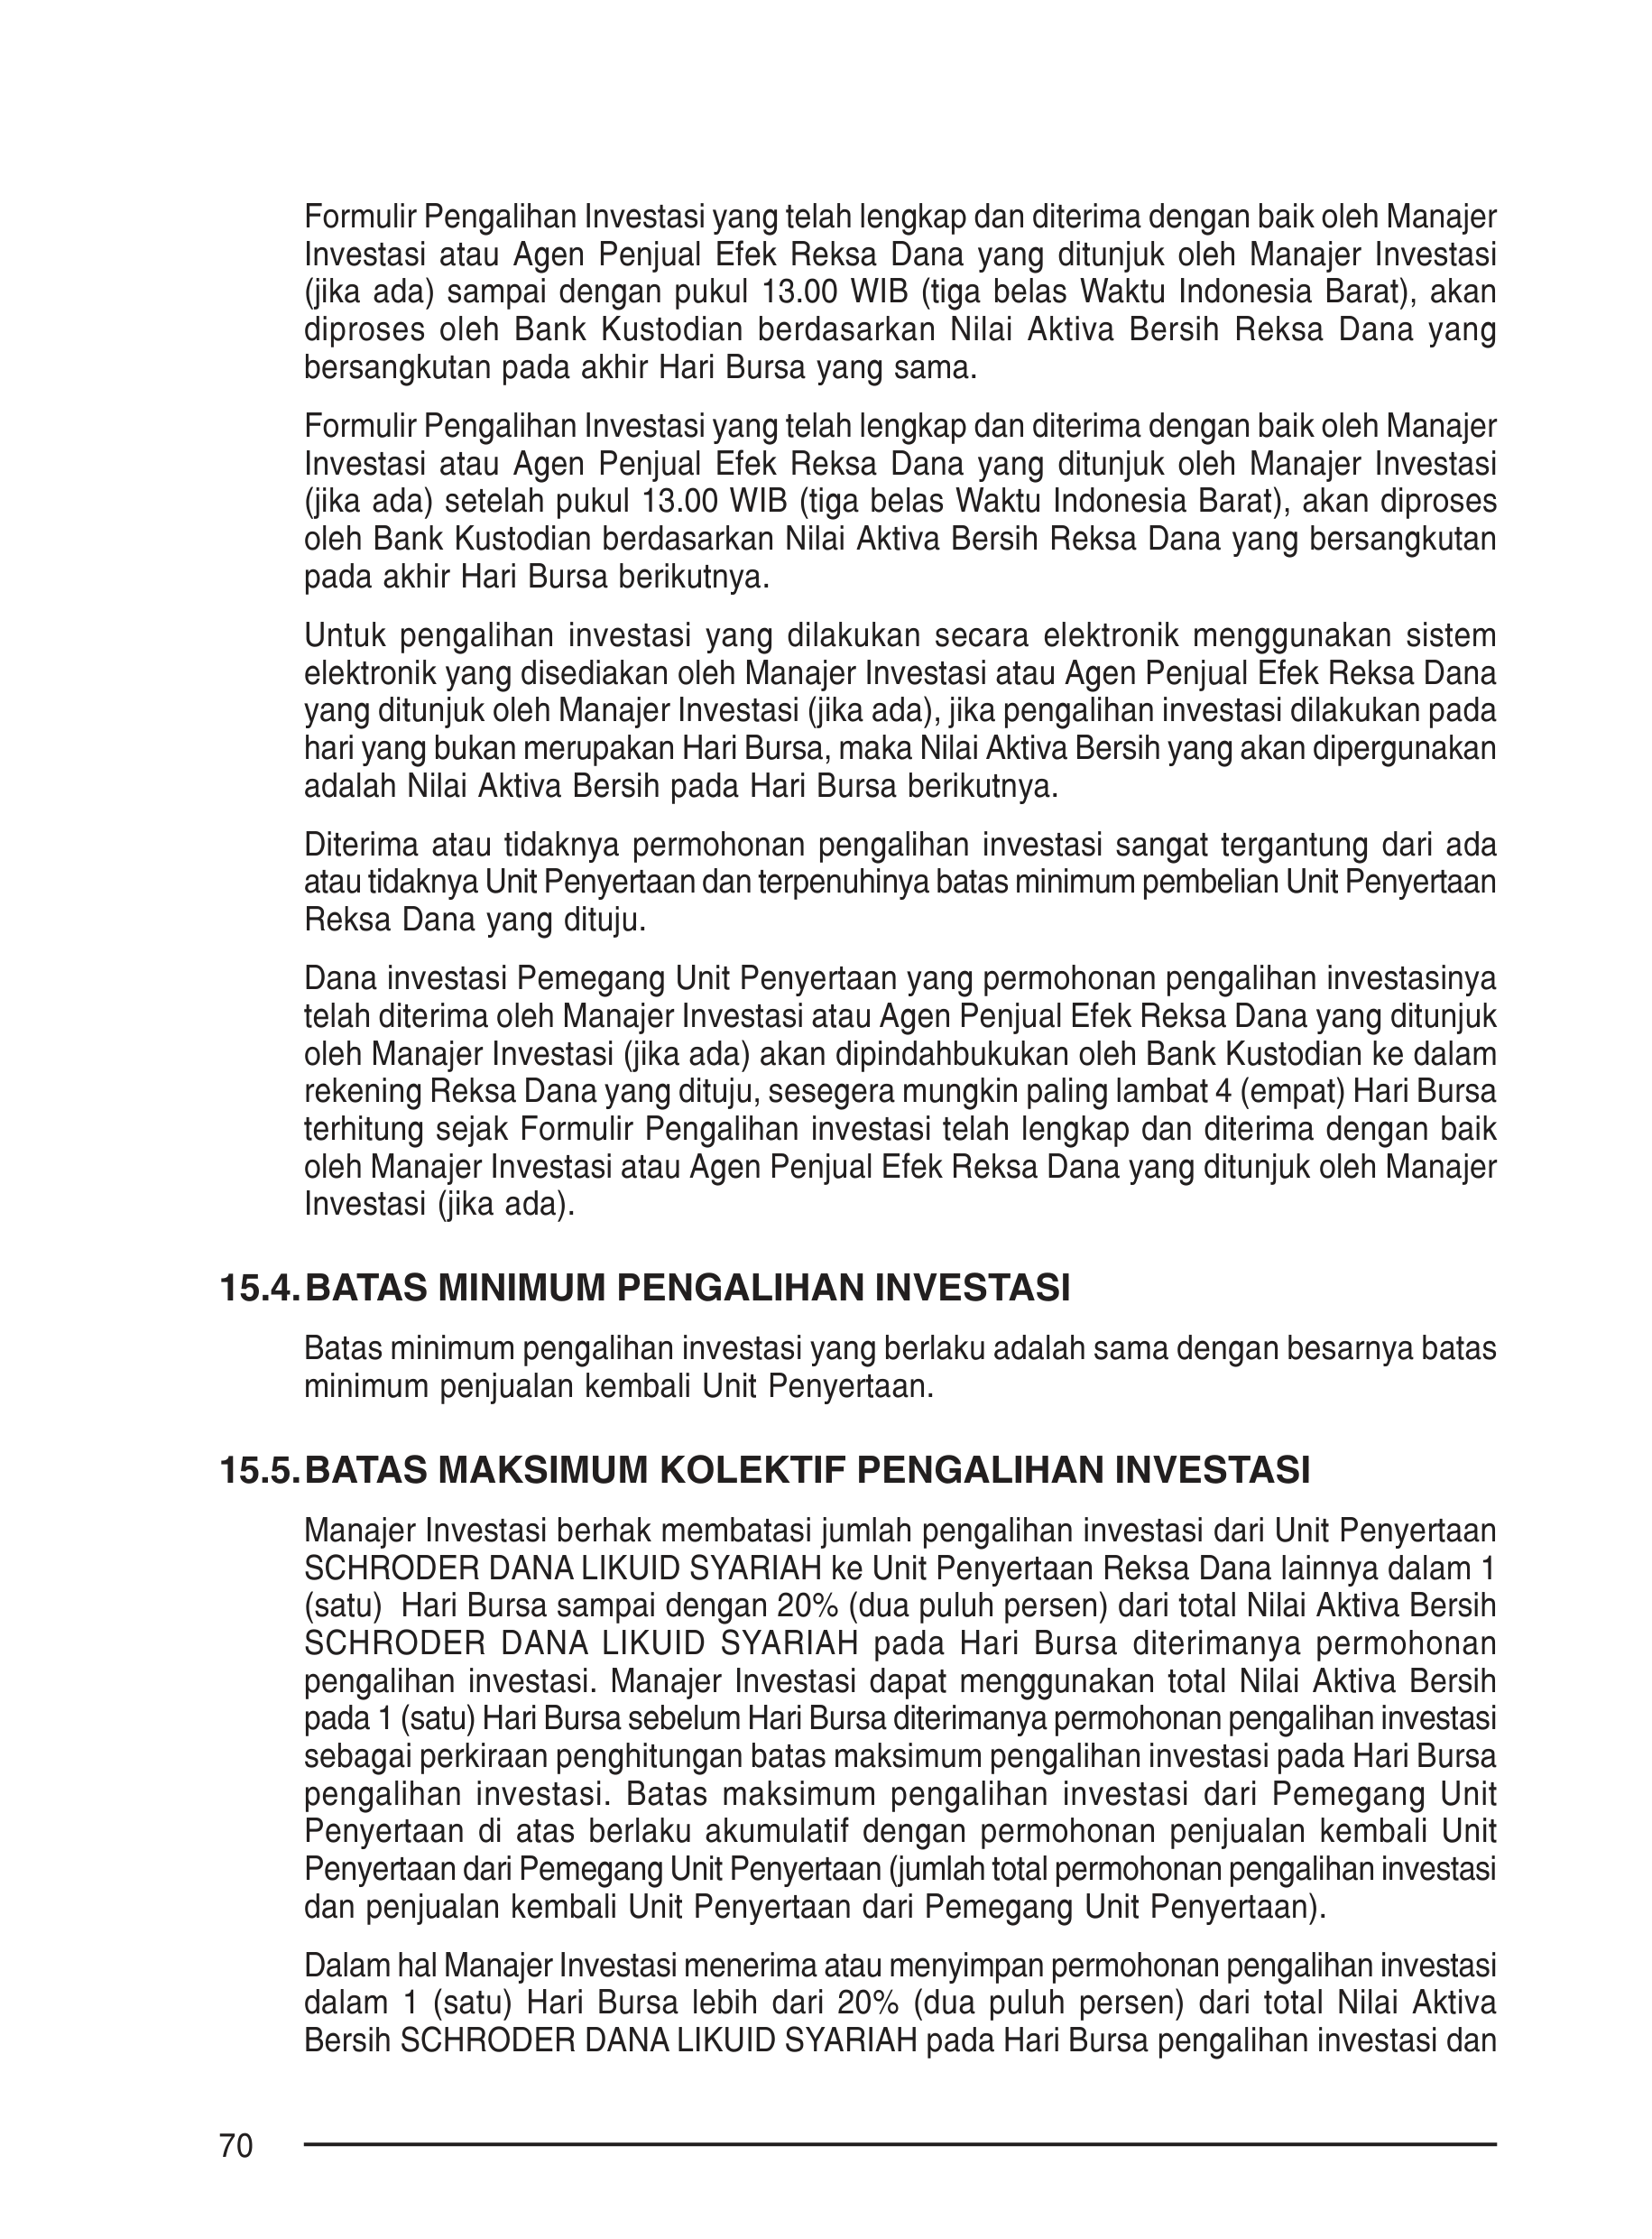 Formulir Pengalihan Investasi yang telah lengkap dan diterima dengan baik oleh Manajer
Investasi atau Agen Penjual Efek Reksa Dana yang ditunjuk oleh Manajer Investasi
(jika ada) sampai dengan pukul 13.00 WIB (tiga belas Waktu Indonesia Barat), akan
diproses oleh Bank Kustodian berdasarkan Nilai Aktiva Bersih Reksa Dana yang
bersangkutan pada akhir Hari Bursa yang sama.
Formulir Pengalihan Investasi yang telah lengkap dan diterima dengan baik oleh Manajer
Investasi atau Agen Penjual Efek Reksa Dana yang ditunjuk oleh Manajer Investasi
(jika ada) setelah pukul 13.00 WIB (tiga belas Waktu Indonesia Barat), akan diproses
oleh Bank Kustodian berdasarkan Nilai Aktiva Bersih Reksa Dana yang bersangkutan
pada akhir Hari Bursa berikutnya.
Untuk pengalihan investasi yang dilakukan secara elektronik menggunakan sistem
elektronik yang disediakan oleh Manajer Investasi atau Agen Penjual Efek Reksa Dana
yang ditunjuk oleh Manajer Investasi (jika ada), jika pengalihan investasi dilakukan pada
hari yang bukan merupakan Hari Bursa, maka Nilai Aktiva Bersih yang akan dipergunakan
adalah Nilai Aktiva Bersih pada Hari Bursa berikutnya.
Diterima atau tidaknya permohonan pengalihan investasi sangat tergantung dari ada
atau tidaknya Unit Penyertaan dan terpenuhinya batas minimum pembelian Unit Penyertaan
Reksa Dana yang dituju.
Dana investasi Pemegang Unit Penyertaan yang permohonan pengalihan investasinya
telah diterima oleh Manajer Investasi atau Agen Penjual Efek Reksa Dana yang ditunjuk
oleh Manajer Investasi (jika ada) akan dipindahbukukan oleh Bank Kustodian ke dalam
rekening Reksa Dana yang dituju, sesegera mungkin paling lambat 4 (empat) Hari Bursa
terhitung sejak Formulir Pengalihan investasi telah lengkap dan diterima dengan baik
oleh Manajer Investasi atau Agen Penjual Efek Reksa Dana yang ditunjuk oleh Manajer
Investasi (jika ada).
15.4. BATAS MINIMUM PENGALIHAN INVESTASI
Batas minimum pengalihan investasi yang berlaku adalah sama dengan besarnya batas
minimum penjualan kembali Unit Penyertaan.
15.5. BATAS MAKSIMUM KOLEKTIF PENGALIHAN INVESTASI
Manajer Investasi berhak membatasi jumlah pengalihan investasi dari Unit Penyertaan
SCHRODER DANA LIKUID SYARIAH ke Unit Penyertaan Reksa Dana lainnya dalam 1
(satu) Hari Bursa sampai dengan 20% (dua puluh persen) dari total Nilai Aktiva Bersih
SCHRODER DANA LIKUID SYARIAH pada Hari Bursa diterimanya permohonan
pengalihan investasi. Manajer Investasi dapat menggunakan total Nilai Aktiva Bersih
pada 1 (satu) Hari Bursa sebelum Hari Bursa diterimanya permohonan pengalihan investasi
sebagai perkiraan penghitungan batas maksimum pengalihan investasi pada Hari Bursa
pengalihan investasi. Batas maksimum pengalihan investasi dari Pemegang Unit
Penyertaan di atas berlaku akumulatif dengan permohonan penjualan kembali Unit
Penyertaan dari Pemegang Unit Penyertaan (jumlah total permohonan pengalihan investasi
dan penjualan kembali Unit Penyertaan dari Pemegang Unit Penyertaan).
Dalam hal Manajer Investasi menerima atau menyimpan permohonan pengalihan investasi
dalam 1 (satu) Hari Bursa lebih dari 20% (dua puluh persen) dari total Nilai Aktiva
Bersih SCHRODER DANA LIKUID SYARIAH pada Hari Bursa pengalihan investasi dan
70